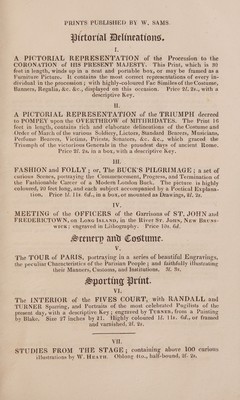 PRINTS PUBLISHED BY W. SAMS.
Pictorial Delineations.
I.
A PICTORIAL REPRESENTATION of the Procession to the
CORONATION of HIS PRESENT MAJESTY. This Print, which is 30
feet in length, winds up in a neat and portable box, or may be framed as a
Furniture Picture. It contains the most correct representations of every in-
dividual in the procession; with highly-coloured Fac Similes of the Costume,
Banners, Regalia, &c. &c., displayed on this occasion. Price 2l. 2s., with a
descriptive Key.
II.
A PICTORIAL REPRESENTATION of the TRIUMPH decreed
to POMPEY upon the OVERTHROW of MITHRIDATES. The Print 16
feet in length, contains rich and elaborate delineations of the Costume and
Order of March of the various Soldiery, Lictors, Standard Bearers, Musicians,
Perfume Bearers, Victims, Priests, Schoors, &c. &c., which graced the
Triumph of the victorious Generals in the proudest days of ancient Rome.
Price 2l. 2s. in a box, with a descriptive Key.
III.
FASHION and FOLLY; or, The BUCK'S PILGRIMAGE; a set of
curious Scenes, portraying the Commencement, Progress, and Termination of
the Fashionable Career of a Modern London Buck. The picture is highly
coloured, 20 feet long, and each subject accompanied by a Poetical Explana-
tion. Price 1l. 11s. 6d., in a box, or mounted as Drawings, 2l. 2s.
IV.
MEETING of the OFFICERS of the Garrisons of ST. JOHN and
FREDERICTOWN, on LONG ISLAND, in the River ST. JOHN, NEW BRUNS-
WICK; engraved in Lithography. Price 10s. 6d.
Scenery and Costume.
V.
The TOUR of PARIS, portraying in a series of beautiful Engravings,
the peculiar Characteristics of the Parisian People; and faithfully illustrating
their Manners, Customs, and Institutions. 2l. 2s.
Sporting Print.
VI.
The INTERIOR of the FIVES COURT, with RANDALL and
TURNER Sparring, and Portraits of the most celebrated Pugilists of the
present day, with a descriptive Key; engraved by TURNER, from a Painting
by Blake. Size 27 inches by 21. Highly coloured 1l. 11s. 6d., or framed
and varnished, 3l. 3s.
VII.
STUDIES FROM THE STAGE; containing above 100 curious
illustrations by W. HEATH. Oblong 4to., half-bound, 2l. 2s.